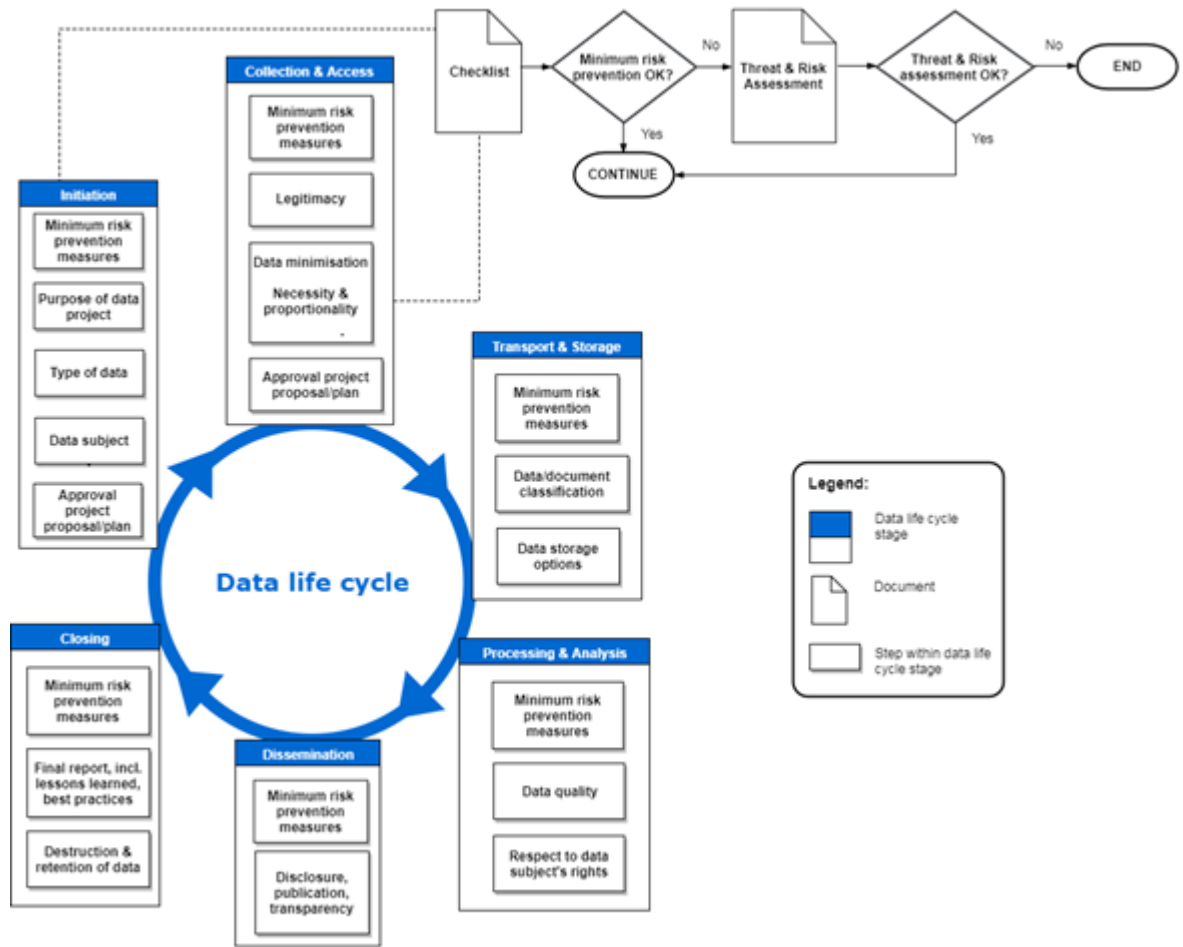 Checklist
Minimum risk
prevention OK?
No
Threat & Risk
Assessment
Threat & Risk
assessment OK?
No
END
Yes
CONTINUE
Yes
Collection & Access
Minimum risk
prevention
measures
Legitimacy
Data minimisation
Necessity &
proportionality
Approval project
proposal/plan
Initiation
Minimum risk
prevention
measures
Purpose of data
project
Type of data
Data subject
Approval
project
proposal/plan
Transport & Storage
Minimum risk
prevention
measures
Data/document
classification
Data storage
options
Data life cycle
Legend:
Data life cycle
stage
Document
Step within data life
cycle stage
Closing
Minimum risk
prevention
measures
Final report, incl.
lessons learned,
best practices
Destruction &
retention of data
Processing & Analysis
Minimum risk
prevention
measures
Data quality
Respect to data
subject's rights
Dissemination
Minimum risk
prevention
measures
Disclosure,
publication,
transparency